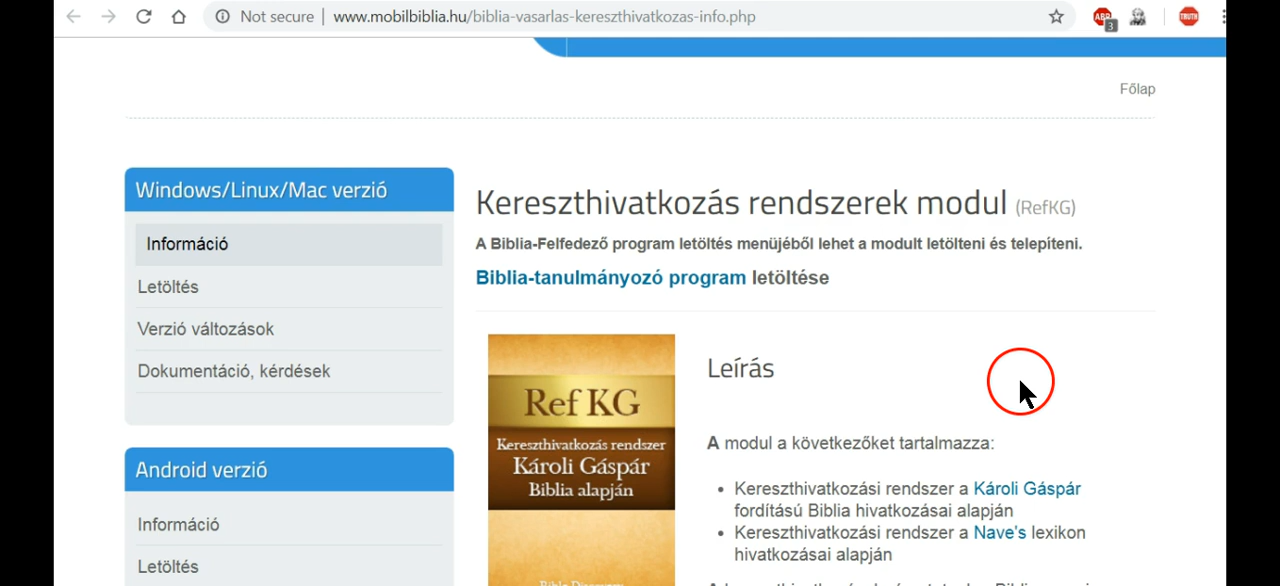 Not secure | www.mobilbiblia.hu/biblia-vasarlas-kereszthivatkozas-info.php
ABP
3
TRUTH
Főlap
Windows/Linux/Mac verzió
Információ
Letöltés
Verzió változások
Dokumentáció, kérdések
Android verzió
Információ
Letöltés
Kereszthivatkozás rendszerek modul (RefKG)
A Biblia-Felfedező program letöltés menüjéből lehet a modult letölteni és telepíteni.
Biblia-tanulmányozó program letöltése
Ref KG
Kereszthivatkozás rendszer
Károli Gáspár
Biblia alapján
Leírás
A modul a következőket tartalmazza:
• Kereszthivatkozási rendszer a Károli Gáspár
fordítású Biblia hivatkozásai alapján
• Kereszthivatkozási rendszer a Nave's lexikon
hivatkozásai alapján